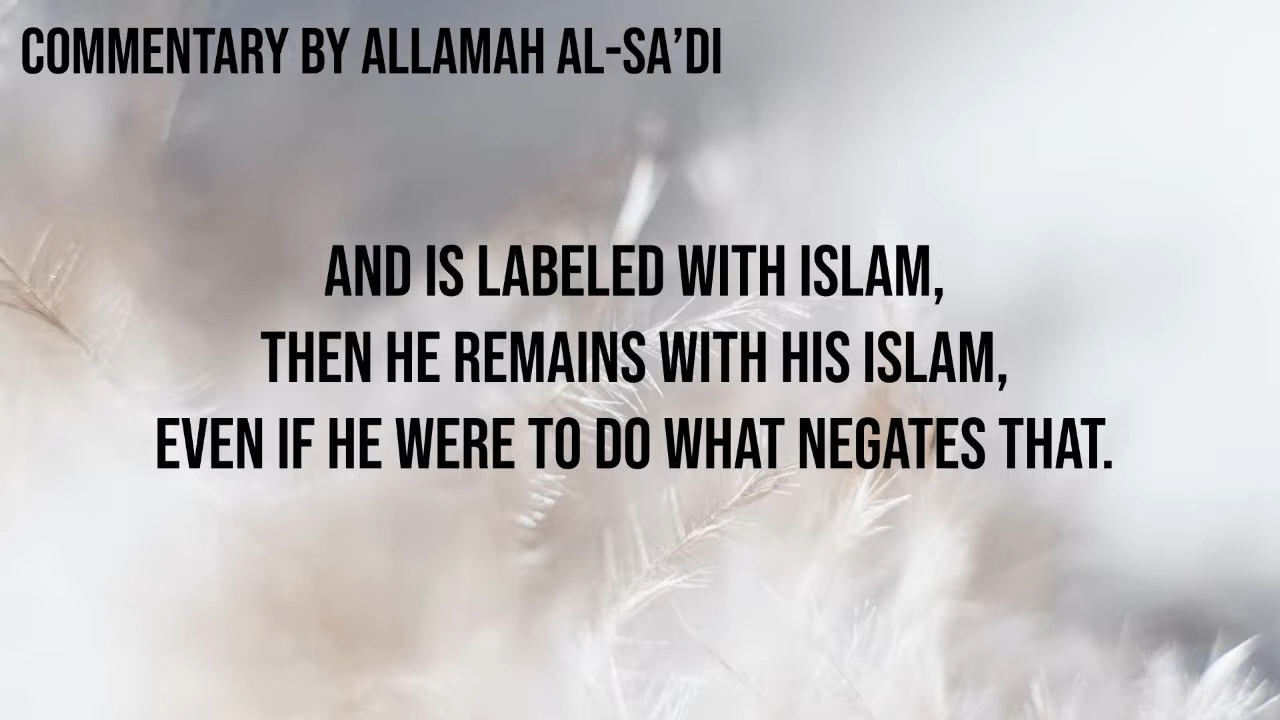 COMMENTARY BY ALLAMAH AL-SA’DI
AND IS LABELED WITH ISLAM,
THEN HE REMAINS WITH HIS ISLAM,
EVEN IF HE WERE TO DO WHAT NEGATES THAT.